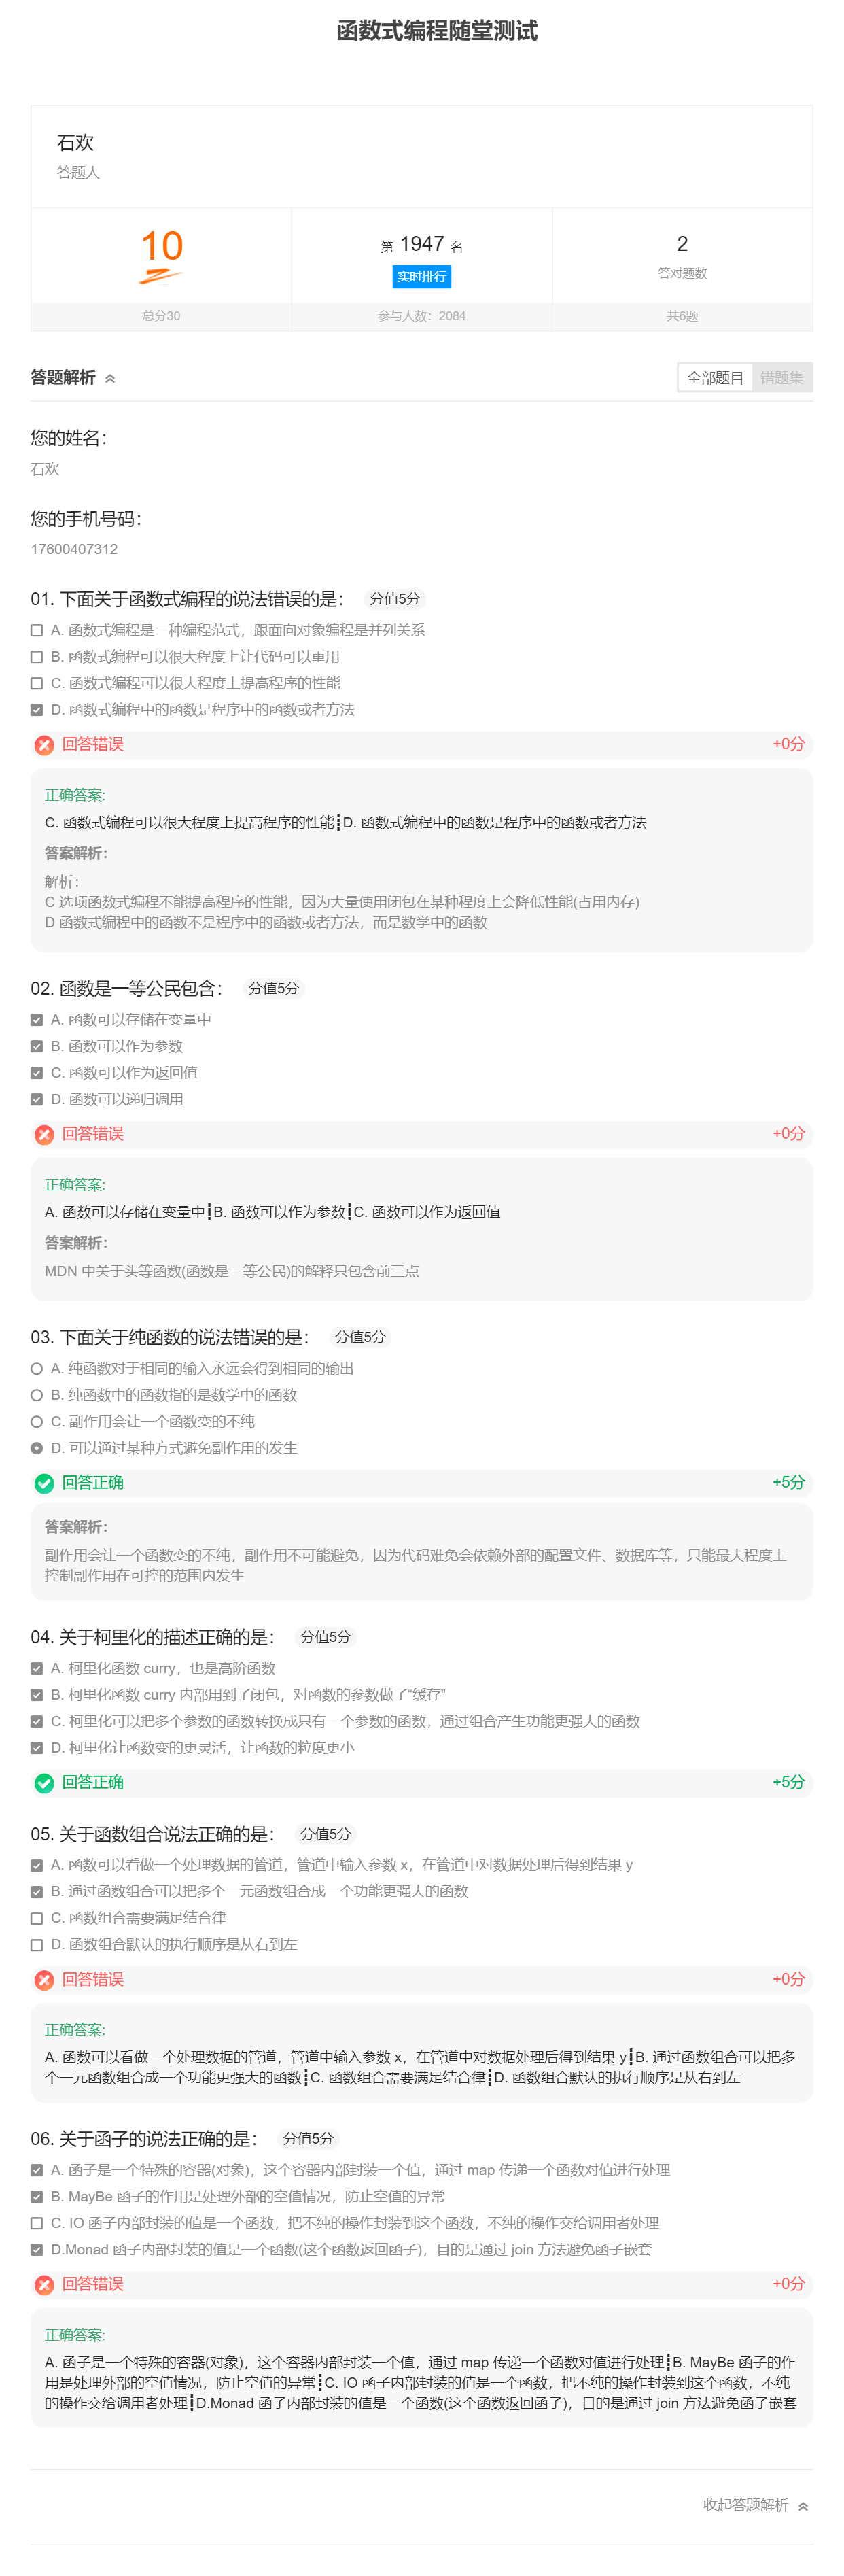 函数式编程随堂测试
石欢
答题人
10
第 1947 名
2
实时排行
答对题数
总分30
参与人数：2084
共6题
答题解析
全部题目 错题集
您的姓名：
石欢
您的手机号码：
17600407312
01. 下面关于函数式编程的说法错误的是： 分值5分
A. 函数式编程是一种编程范式，跟面向对象编程是并列关系
B. 函数式编程可以很大程度上让代码可以重用
C. 函数式编程可以很大程度上提高程序的性能
D. 函数式编程中的函数是程序中的函数或者方法
回答错误 +0分
正确答案:
C. 函数式编程可以很大程度上提高程序的性能┋D. 函数式编程中的函数是程序中的函数或者方法
答案解析：
解析：
C 选项函数式编程不能提高程序的性能，因为大量使用闭包在某种程度上会降低性能(占用内存)
D 函数式编程中的函数不是程序中的函数或者方法，而是数学中的函数
02. 函数是一等公民包含： 分值5分
A. 函数可以存储在变量中
B. 函数可以作为参数
C. 函数可以作为返回值
D. 函数可以递归调用
回答错误 +0分
正确答案:
A. 函数可以存储在变量中┋B. 函数可以作为参数┋C. 函数可以作为返回值
答案解析：
MDN 中关于头等函数(函数是一等公民)的解释只包含前三点
03. 下面关于纯函数的说法错误的是： 分值5分
A. 纯函数对于相同的输入永远会得到相同的输出
B. 纯函数中的函数指的是数学中的函数
C. 副作用会让一个函数变的不纯
D. 可以通过某种方式避免副作用的发生
回答正确 +5分
答案解析：
副作用会让一个函数变的不纯，副作用不可能避免，因为代码难免会依赖外部的配置文件、数据库等，只能最大程度上
控制副作用在可控的范围内发生
04. 关于柯里化的描述正确的是： 分值5分
A. 柯里化函数 curry，也是高阶函数
B. 柯里化函数 curry 内部用到了闭包，对函数的参数做了“缓存”
C. 柯里化可以把多个参数的函数转换成只有一个参数的函数，通过组合产生功能更强大的函数
D. 柯里化让函数变的更灵活，让函数的粒度更小
回答正确 +5分
05. 关于函数组合说法正确的是： 分值5分
A. 函数可以看做一个处理数据的管道，管道中输入参数 x，在管道中对数据处理后得到结果 y
B. 通过函数组合可以把多个一元函数组合成一个功能更强大的函数
C. 函数组合需要满足结合律
D. 函数组合默认的执行顺序是从右到左
回答错误 +0分
正确答案:
A. 函数可以看做一个处理数据的管道，管道中输入参数 x，在管道中对数据处理后得到结果 y┋B. 通过函数组合可以把多
个一元函数组合成一个功能更强大的函数┋C. 函数组合需要满足结合律┋D. 函数组合默认的执行顺序是从右到左
06. 关于函子的说法正确的是： 分值5分
A. 函子是一个特殊的容器(对象)，这个容器内部封装一个值，通过 map 传递一个函数对值进行处理
B. MayBe 函子的作用是处理外部的空值情况，防止空值的异常
C. IO 函子内部封装的值是一个函数，把不纯的操作封装到这个函数，不纯的操作交给调用者处理
D.Monad 函子内部封装的值是一个函数(这个函数返回函子)，目的是通过 join 方法避免函子嵌套
回答错误 +0分
正确答案:
A. 函子是一个特殊的容器(对象)，这个容器内部封装一个值，通过 map 传递一个函数对值进行处理┋B. MayBe 函子的作
用是处理外部的空值情况，防止空值的异常┋C. IO 函子内部封装的值是一个函数，把不纯的操作封装到这个函数，不纯
的操作交给调用者处理┋D.Monad 函子内部封装的值是一个函数(这个函数返回函子)，目的是通过 join 方法避免函子嵌套
收起答题解析